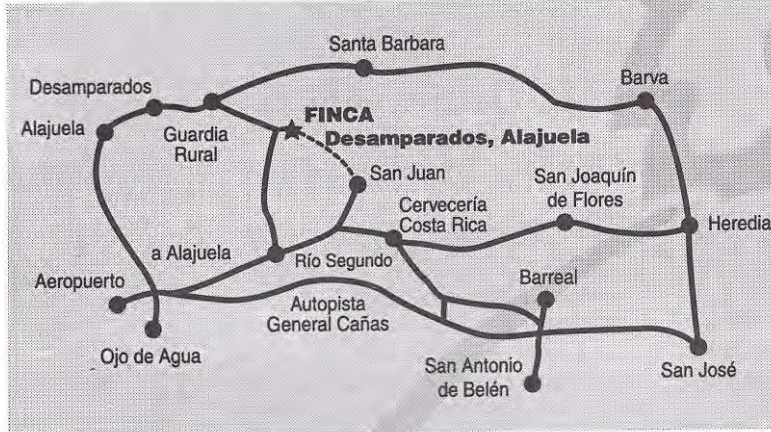 Santa Barbara
Desamparados
Barva
Alajuela
FINCA
Guardia
Rural
Desamparados, Alajuela
San Juan
San Joaquín
de Flores
Cervecería
Costa Rica
Heredia
a Alajuela
Río Segundo
Aeropuerto
Barreal
Autopista
General Cañas
Ojo de Agua
San Antonio
de Belén
San José